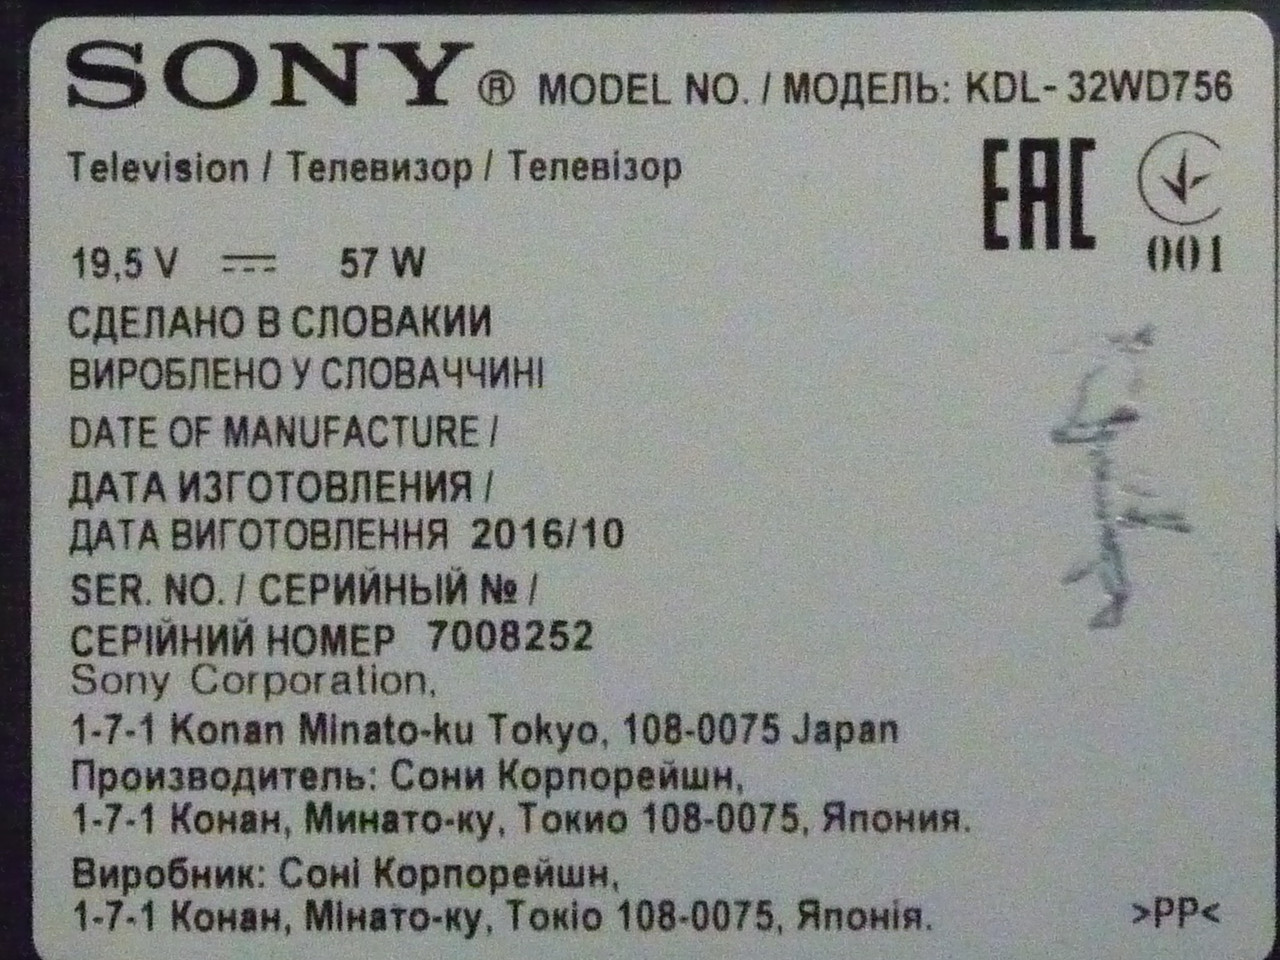 SONY® MODEL NO. / МОДЕЛЬ: KDL- 32WD756
Television / Телевизор / Телевізор
EAC
001
19,5 V 57 W
СДЕЛАНО В СЛОВАКИИ
ВИРОБЛЕНО У СЛОВАЧЧИНІ
DATE OF MANUFACTURE /
ДАТА ИЗГОТОВЛЕНИЯ /
ДАТА ВИГОТОВЛЕННЯ 2016/10
SER. NO. / СЕРИЙНЫЙ № /
СЕРІЙНИЙ НОМЕР 7008252
Sony Corporation,
1-7-1 Konan Minato-ku Tokyo, 108-0075 Japan
Производитель: Сони Корпорейшн,
1-7-1 Конан, Минато-ку, Токио 108-0075, Япония.
Виробник: Соні Корпорейшн,
1-7-1 Конан, Мінато-ку, Токіо 108-0075, Японія.
>PP<